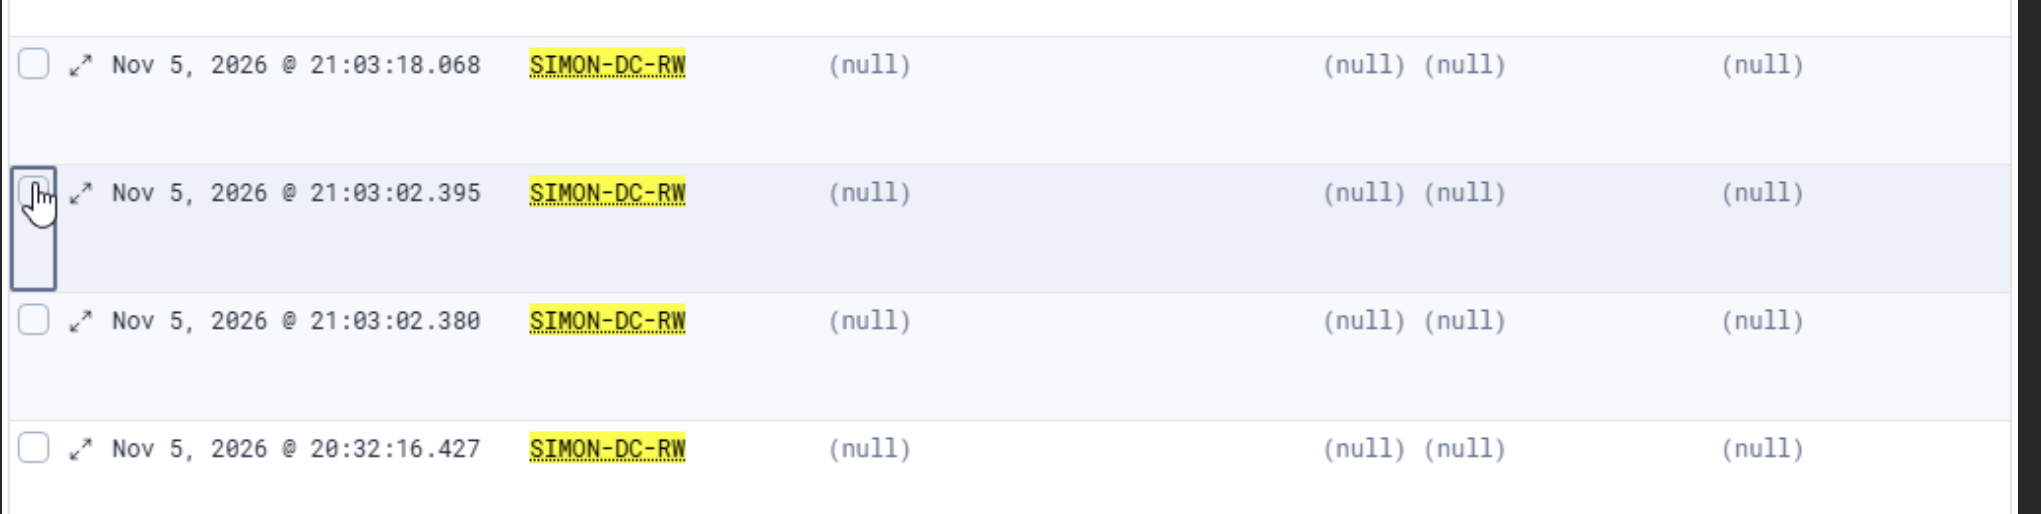 Nov 5, 2026 @ 21:03:18.068 SIMON-DC-RW (null) (null) (null) (null)
Nov 5, 2026 @ 21:03:02.395 SIMON-DC-RW (null) (null) (null) (null)
Nov 5, 2026 @ 21:03:02.380 SIMON-DC-RW (null) (null) (null) (null)
Nov 5, 2026 @ 20:32:16.427 SIMON-DC-RW (null) (null) (null) (null)